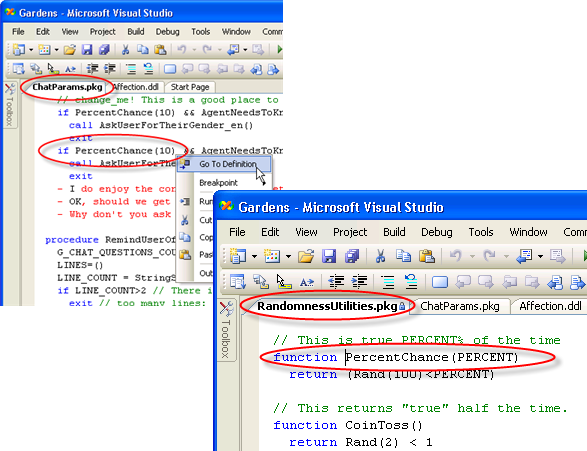 Gardens - Microsoft Visual Studio
File Edit View Project Build Debug Tools Window Comm
ChatParams.pkg Affection.ddl Start Page
Toolbox
// change_me! This is a good place to
if PercentChance(10) && AgentNeedsToKn
call AskUserForTheirGender_en()
exit
if PercentChance(10) && AgentNeedsToKn
call AskUserForThe
exit
- I do enjoy the con
- OK, should we get
- Why don't you ask
Go To Definition
Breakpoint
Run
Cut
Cop
Pas
Out
procedure RemindUserOf
G_CHAT_QUESTIONS_COU
LINES=()
LINE_COUNT = StringS
if LINE_COUNT>2 // There i
exit // too many lines:
Gardens - Microsoft Visual Studio
File Edit View Project Build Debug Tools Window
RandomnessUtilities.pkg ChatParams.pkg Affection.ddl
Toolbox
// This is true PERCENT% of the time
function PercentChance(PERCENT)
return (Rand(100)<PERCENT)
// This returns "true" half the time.
function CoinToss()
return Rand(2) < 1